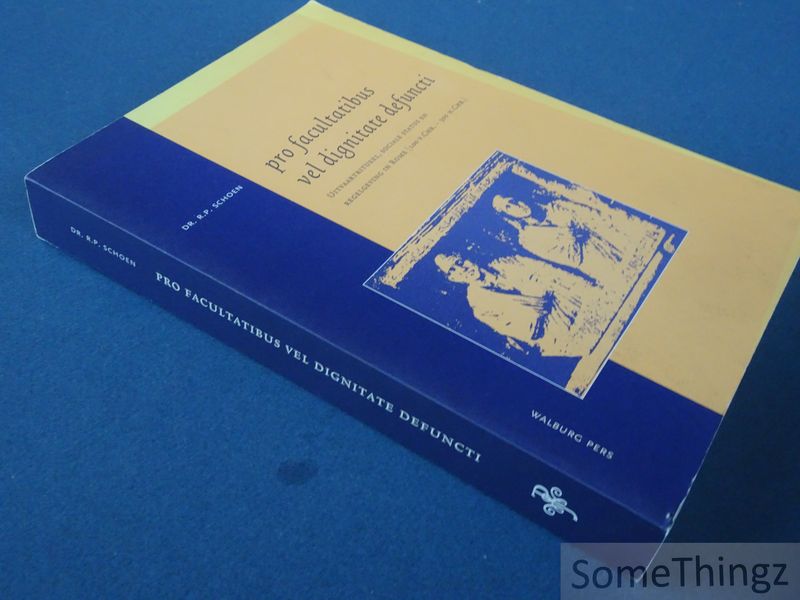 pro facultatibus
vel dignitate defuncti
Uitvaartritueel, sociale status en
regelgeving in Rome (200 v.Chr. - 300 n.Chr.)
DR. R.P. SCHOEN
WALBURG PERS
DR. R.P. SCHOEN PRO FACULTATIBUS VEL DIGNITATE DEFUNCTI
SomeThingz